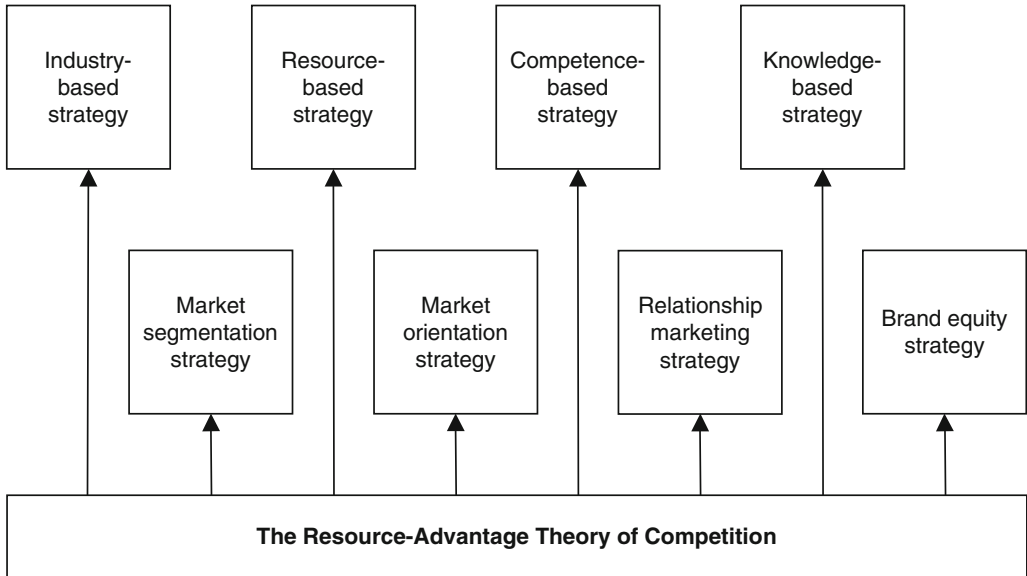 Industry-
based
strategy
Resource-
based
strategy
Competence-
based
strategy
Knowledge-
based
strategy
Market
segmentation
strategy
Market
orientation
strategy
Relationship
marketing
strategy
Brand equity
strategy
The Resource-Advantage Theory of Competition